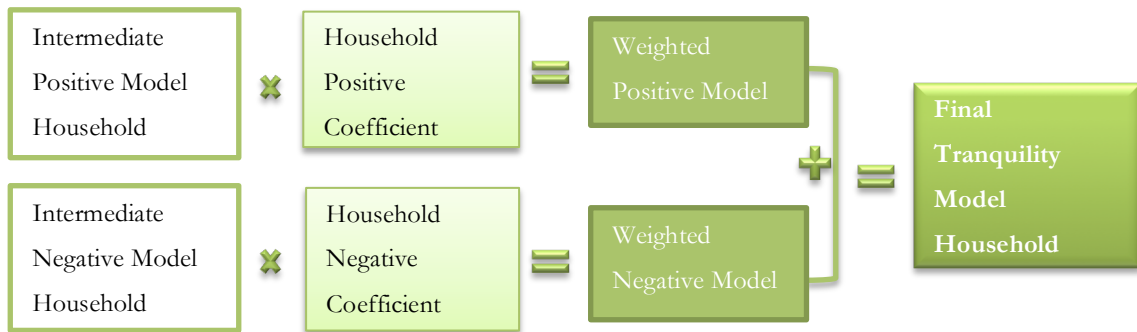 Intermediate
Positive Model
Household
Household
Positive
Coefficient
Weighted
Positive Model
Intermediate
Negative Model
Household
Household
Negative
Coefficient
Weighted
Negative Model
Final
Tranquility
Model
Household